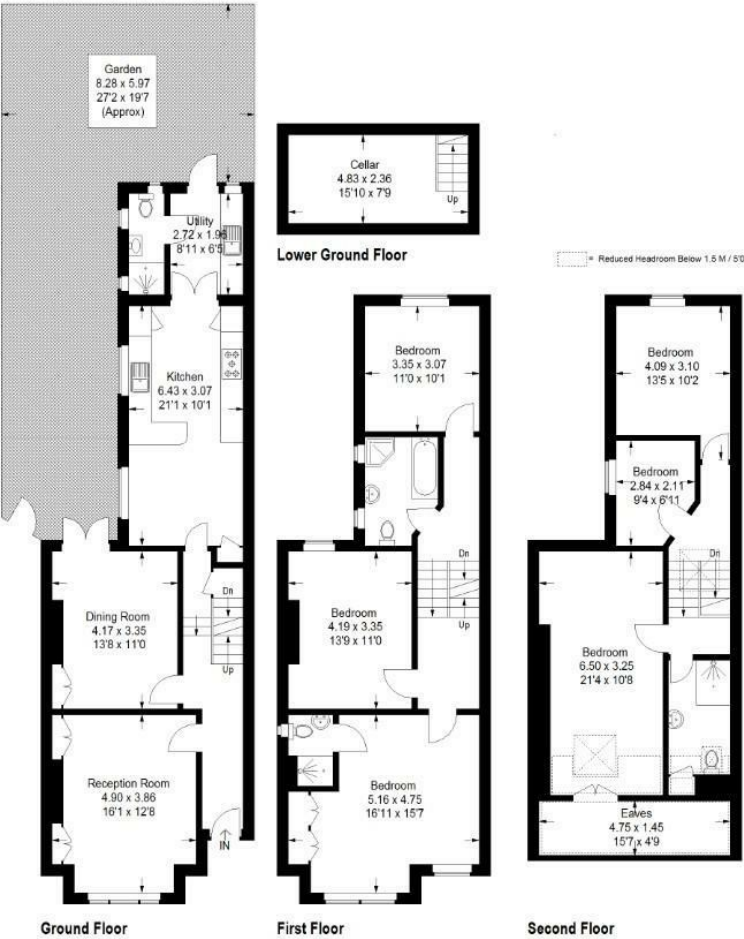 Garden
8.28 x 5.97
27'2 x 19'7
(Approx)
Utility
2.72 x 1.96
8'11 x 6'5
Kitchen
6.43 x 3.07
21'1 x 10'1
Dn
Up
Dining Room
4.17 x 3.35
13'8 x 11'0
Reception Room
4.90 x 3.86
16'1 x 12'8
IN
Ground Floor
Cellar
4.83 x 2.36
15'10 x 7'9
Up
Lower Ground Floor
= Reduced Headroom Below 1.5 M / 5'0
Bedroom
3.35 x 3.07
11'0 x 10'1
Dn
Up
Bedroom
4.19 x 3.35
13'9 x 11'0
Bedroom
5.16 x 4.75
16'11 x 15'7
First Floor
Bedroom
4.09 x 3.10
13'5 x 10'2
Bedroom
2.84 x 2.11
9'4 x 6'11
Dn
Bedroom
6.50 x 3.25
21'4 x 10'8
Eaves
4.75 x 1.45
15'7 x 4'9
Second Floor